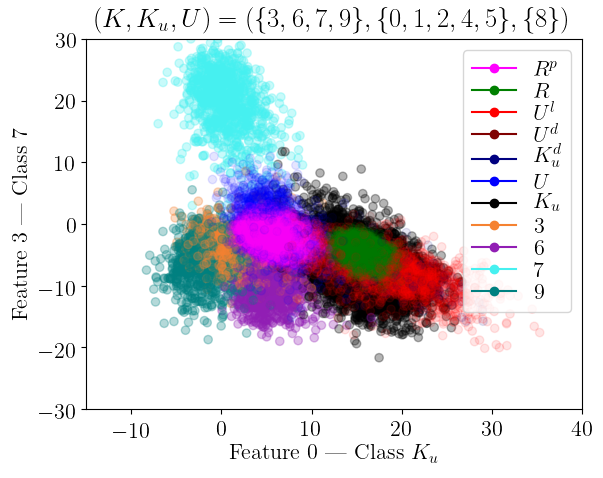 (K, K_u, U) = ({3, 6, 7, 9}, {0, 1, 2, 4, 5}, {8})
30
20
10
0
−10
−20
−30
Feature 3 — Class 7
R^p
R
U^l
U^d
K_u^d
U
K_u
3
6
7
9
−10
0
10
20
30
40
Feature 0 — Class K_u